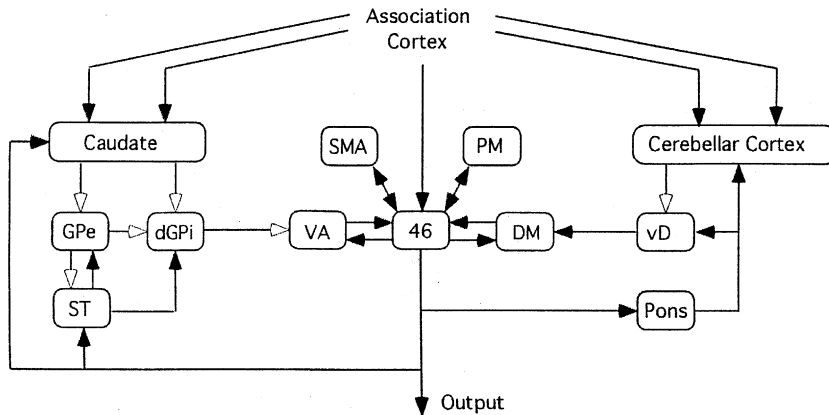 Association
Cortex
Caudate
SMA
PM
Cerebellar Cortex
GPe
dGPi
VA
46
DM
vD
ST
Pons
Output